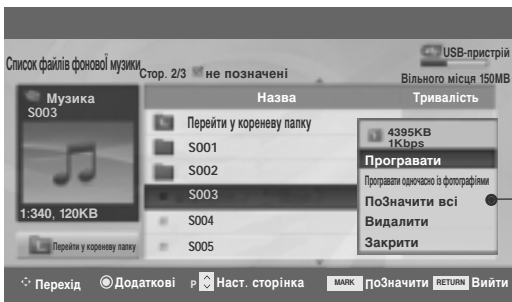 USB-пристрій
Список файлів фонової музики
Стор. 2/3 не позначені
Вільного місця 150MB
Музика
S003
Назва
Тривалість
Перейти у кореневу папку
S001
S002
S003
S004
S005
1:340, 120KB
Перейти у кореневу папку
4395KB
1Kbps
Програвати
Програвати одночасно із фотографіями
ПоЗначити всі
Видалити
Закрити
Перехід
Додаткові
P Наст. сторінка
MARK ПоЗначити
RETURN Вийти